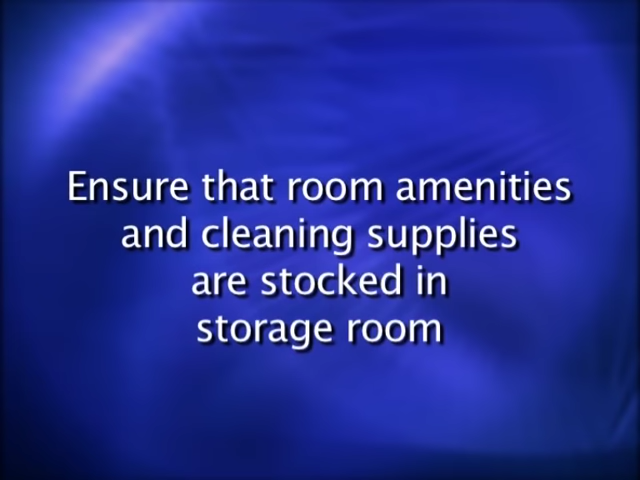 Ensure that room amenities
and cleaning supplies
are stocked in
storage room